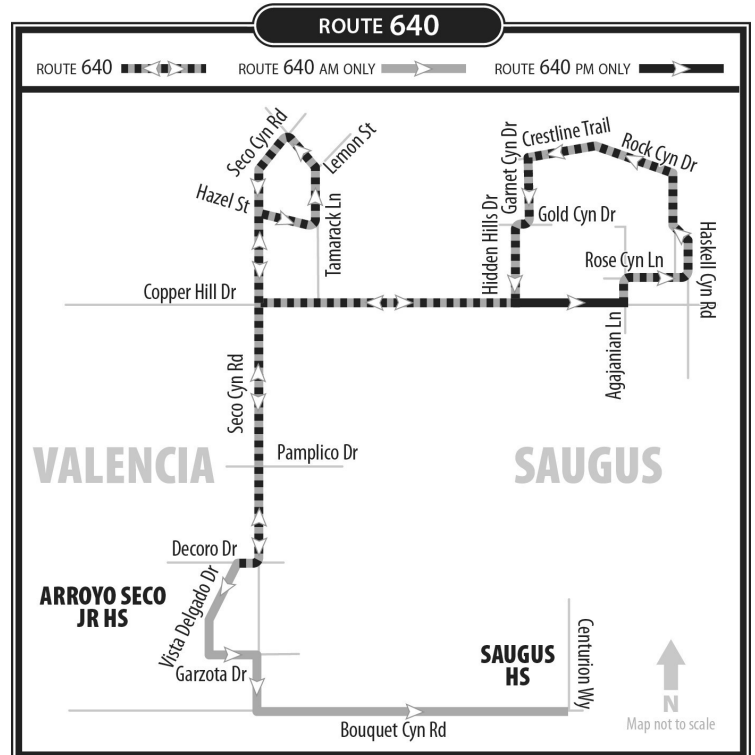 ROUTE 640
ROUTE 640
ROUTE 640 AM ONLY
ROUTE 640 PM ONLY
Seco Cyn Rd
Lemon St
Hazel St
Tamarack Ln
Garnet Cyn Dr
Crestline Trail
Rock Cyn Dr
Hidden Hills Dr
Gold Cyn Dr
Rose Cyn Ln
Haskell Cyn Rd
Copper Hill Dr
Agajanian Ln
Seco Cyn Rd
VALENCIA
Pamplico Dr
SAUGUS
Decoro Dr
ARROYO SECO
JR HS
Vista Delgado Dr
Garzota Dr
SAUGUS
HS
Centurion Wy
Bouquet Cyn Rd
N
Map not to scale